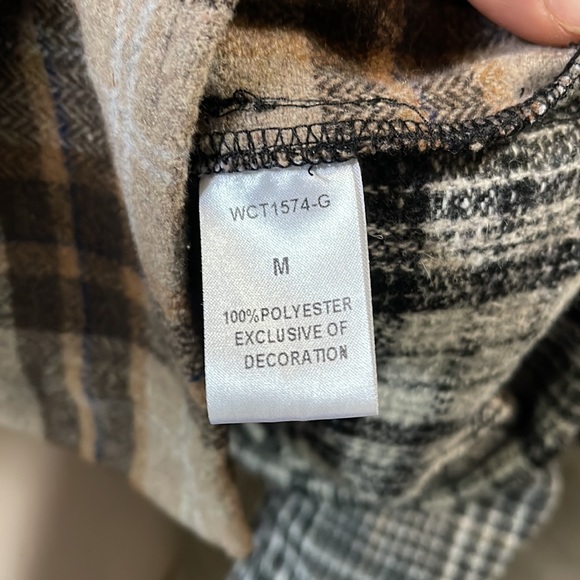 WCT1574-G
M
100%POLYESTER
EXCLUSIVE OF
DECORATION